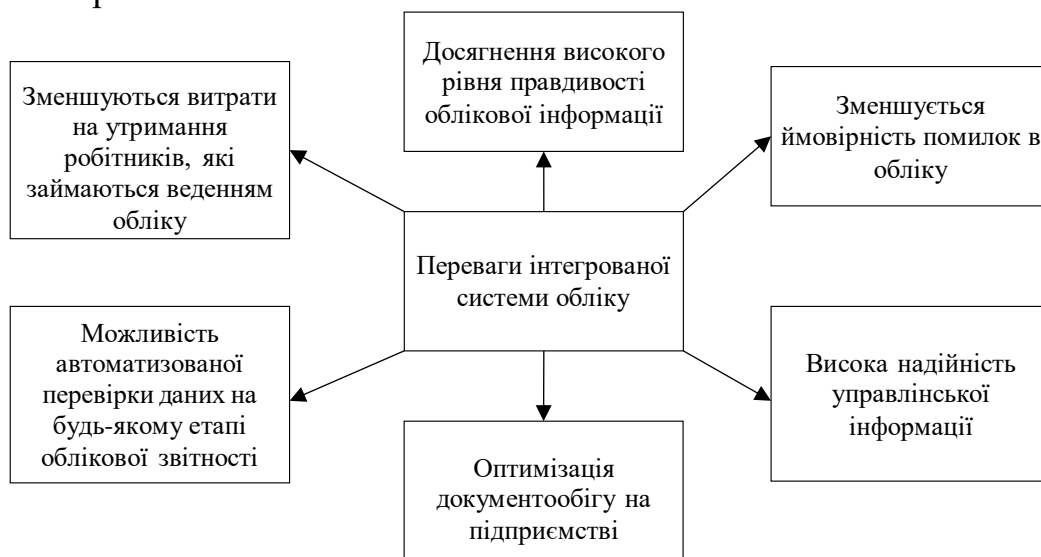 Досягнення високого
рівня правдивості
облікової інформації
Зменшуються витрати
на утримання
робітників, які
займаються веденням
обліку
Зменшується
ймовірність помилок в
обліку
Переваги інтегрованої
системи обліку
Можливість
автоматизованої
перевірки даних на
будь-якому етапі
облікової звітності
Висока надійність
управлінської
інформації
Оптимізація
документообігу на
підприємстві